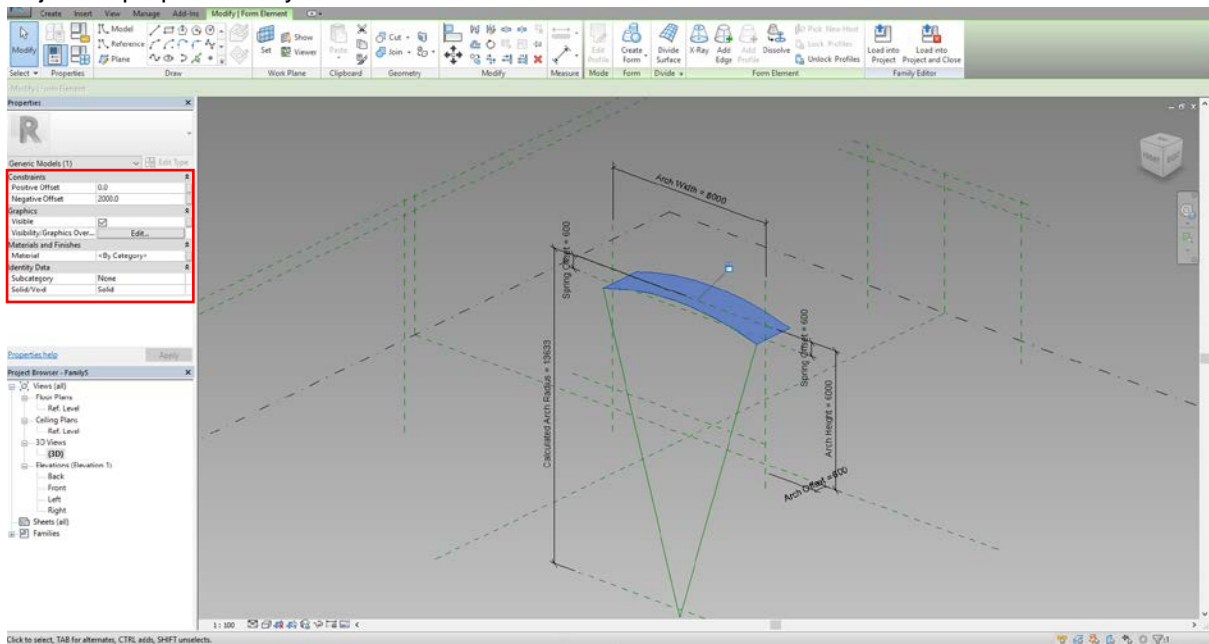 Create Insert View Manage Add-Ins Modify | Form Element
Modify
Model
Reference
Plane
Set
Show
Viewer
Paste
Cut
Join
Edit Profile
Create Form
Divide Surface
X-Ray
Add Edge
Add Profile
Dissolve
Pick New Host
Lock Profiles
Unlock Profiles
Load into Project
Load into Project and Close
Select Properties Draw Work Plane Clipboard Geometry Modify Measure Mode Form Divide Form Element Family Editor
Modify | Form Element
Properties
R
Generic Models (1) Edit Type
Constraints
Positive Offset 0.0
Negative Offset 2000.0
Graphics
Visible
Visibility/Graphics Over... Edit...
Materials and Finishes
Material <By Category>
Identity Data
Subcategory None
Solid/Void Solid
Properties help Apply
Project Browser - Family5
Views (all)
Floor Plans
Ref. Level
Ceiling Plans
Ref. Level
3D Views
{3D}
Elevations (Elevation 1)
Back
Front
Left
Right
Sheets (all)
Families
Arch Width = 8000
Spring Offset = 600
Spring Offset = 600
Calculated Arch Radius = 13633
Arch Height = 6000
Arch Offset = 600
1 : 100
Click to select, TAB for alternates, CTRL adds, SHIFT unselects.
:1